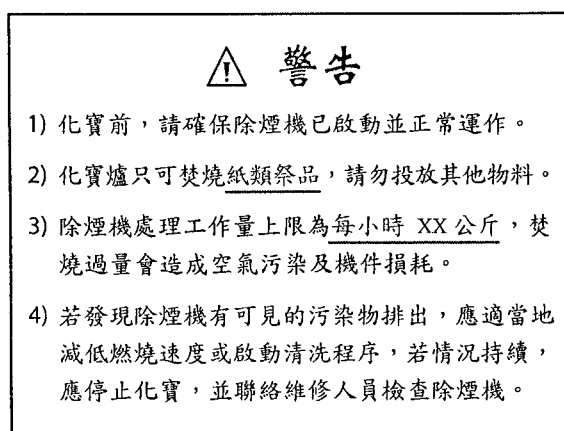 ⚠ 警告
1) 化寶前，請確保除煙機已啟動並正常運作。
2) 化寶爐只可焚燒紙類祭品，請勿投放其他物料。
3) 除煙機處理工作量上限為每小時 XX 公斤，焚
燒過量會造成空氣污染及機件損耗。
4) 若發現除煙機有可見的污染物排出，應適當地
減低燃燒速度或啟動清洗程序，若情況持續，
應停止化寶，並聯絡維修人員檢查除煙機。